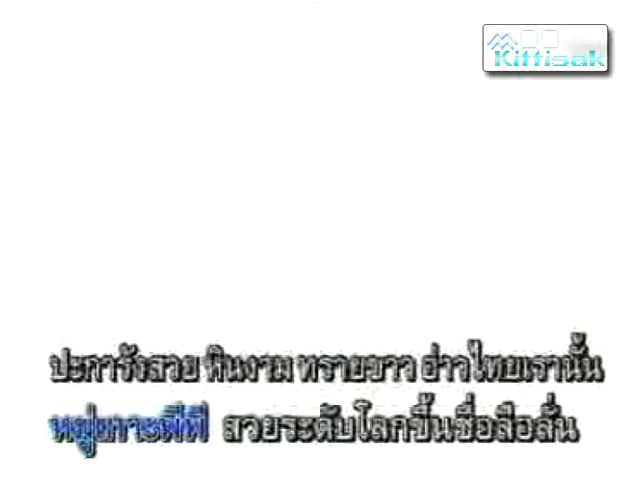 Kittisak
ปะการังสวย หินงาม ทรายขาว อ่าวไทยเรานั้น
หมู่เกาะพีพี สวยระดับโลกขึ้นชื่อลือลั่น